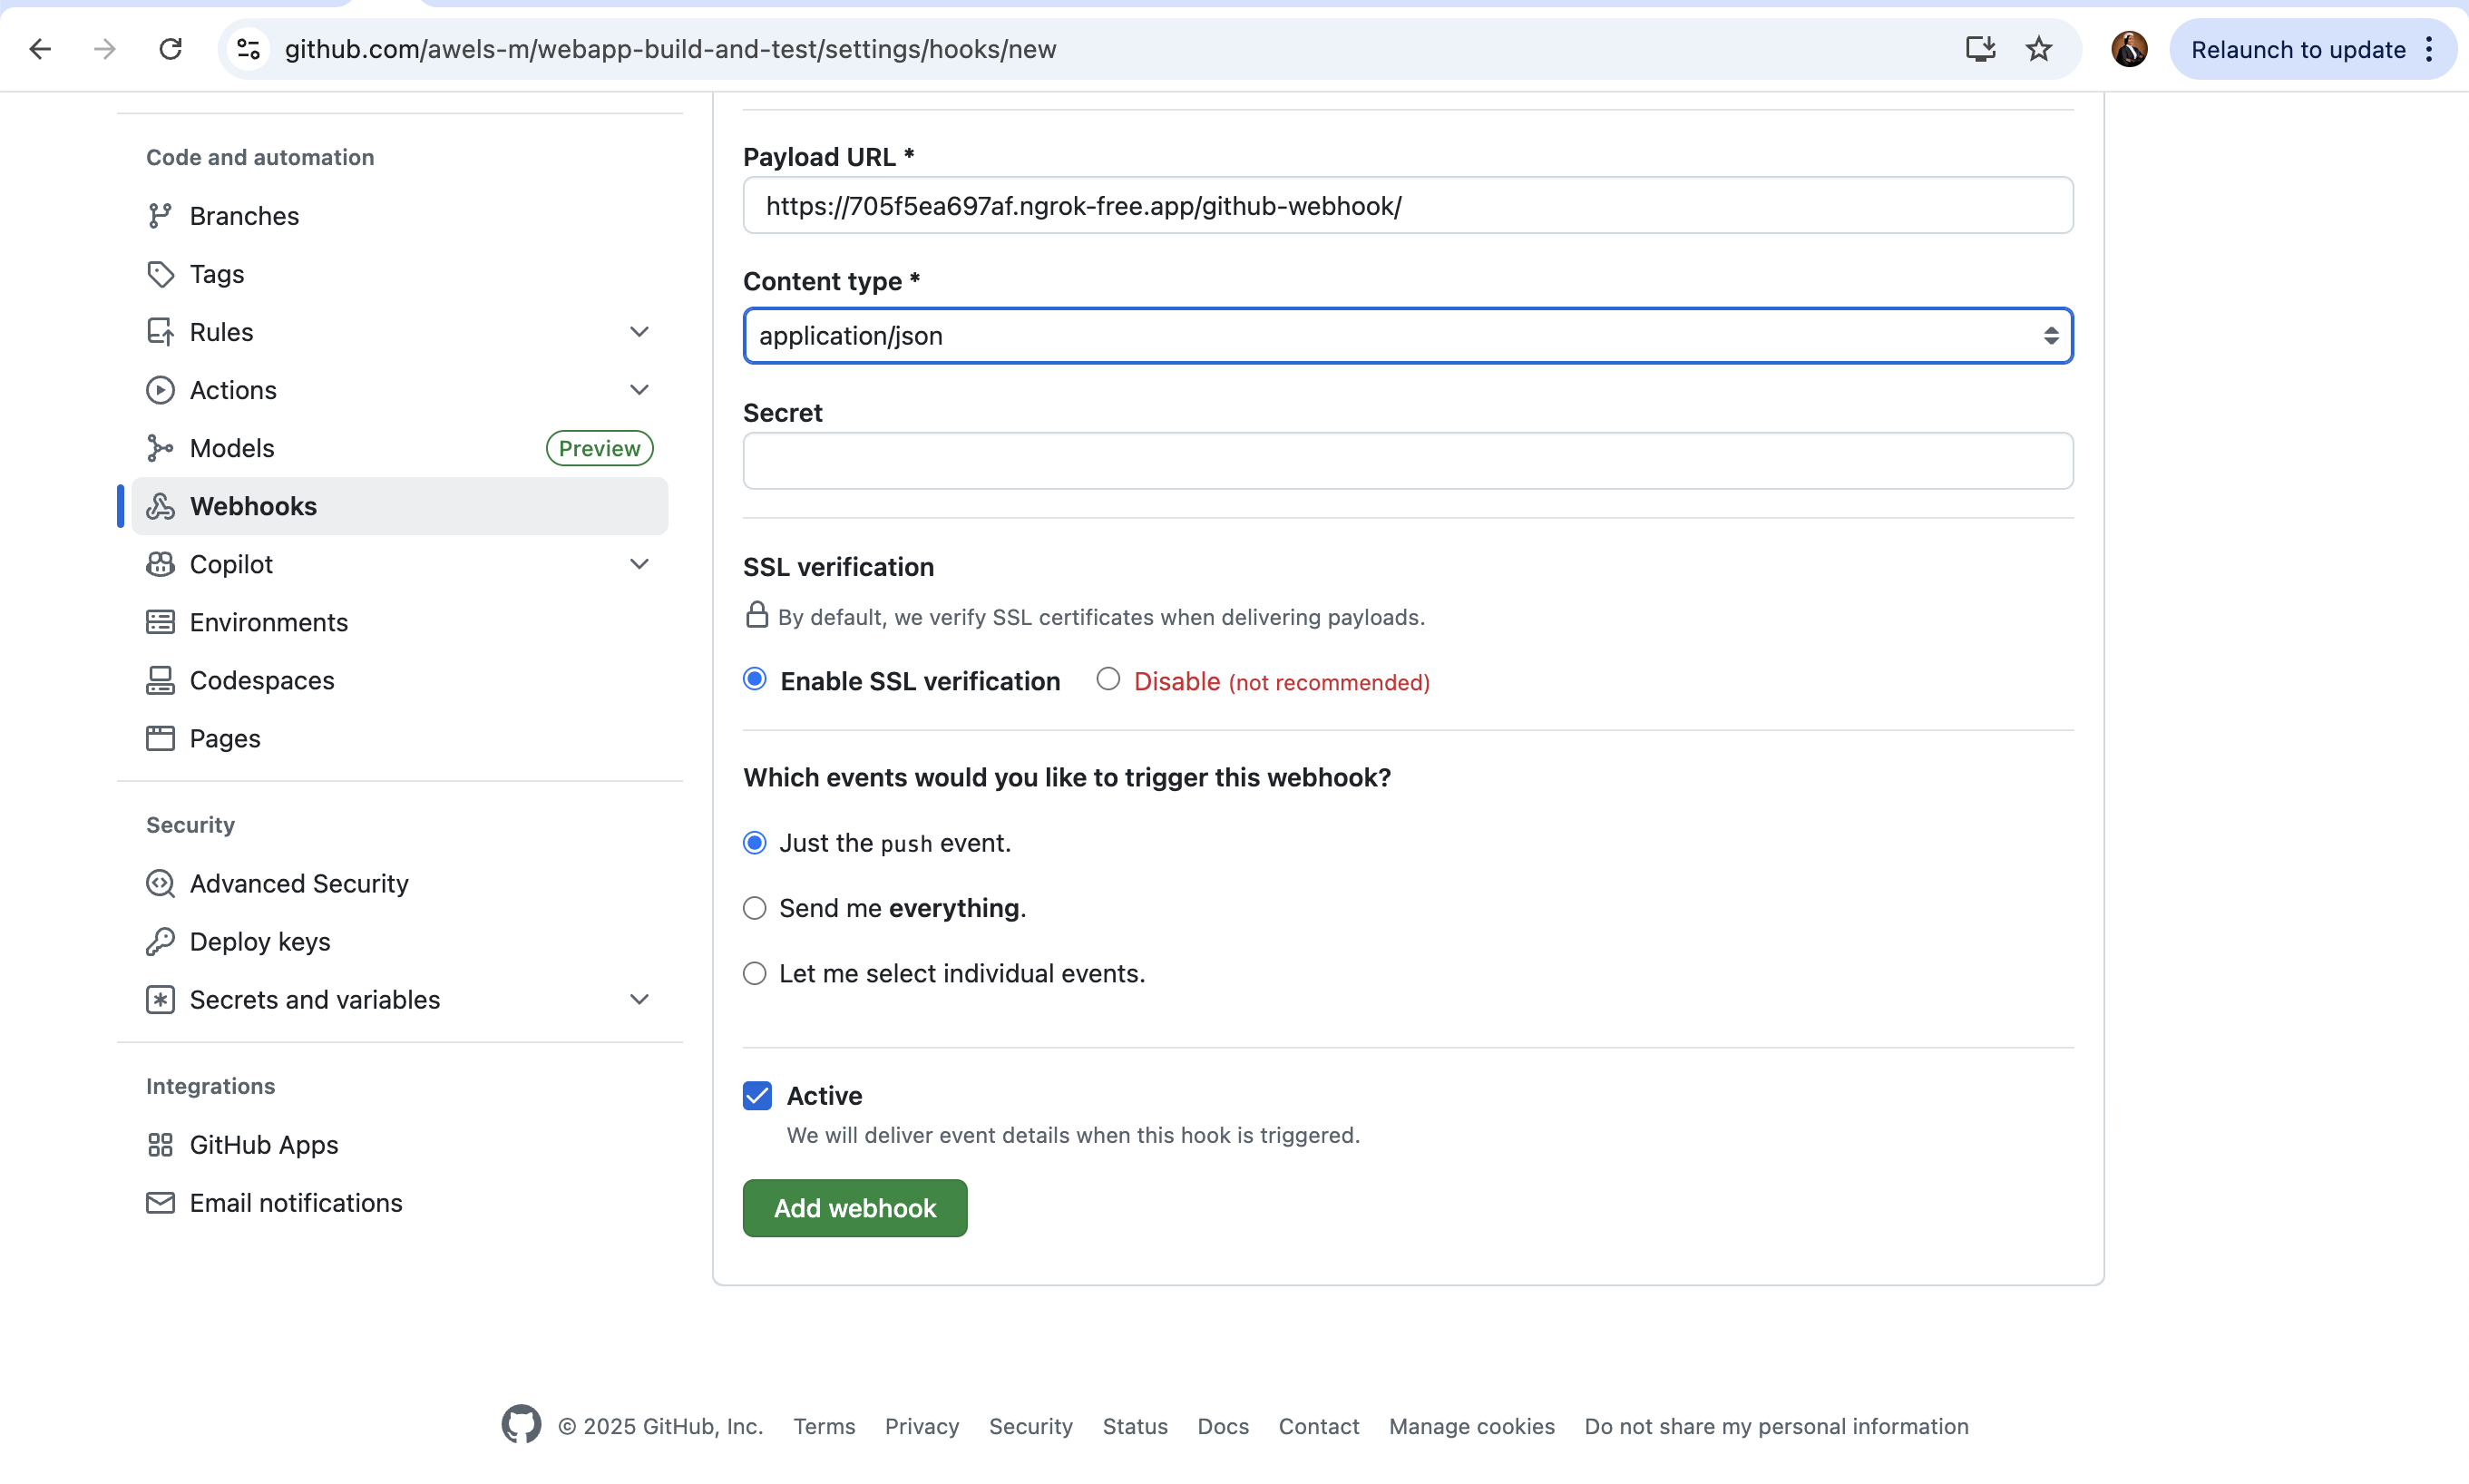 github.com/awels-m/webapp-build-and-test/settings/hooks/new
Relaunch to update
Code and automation
Branches
Tags
Rules
Actions
Models
Preview
Webhooks
Copilot
Environments
Codespaces
Pages
Security
Advanced Security
Deploy keys
Secrets and variables
Integrations
GitHub Apps
Email notifications
Payload URL *
https://705f5ea697af.ngrok-free.app/github-webhook/
Content type *
application/json
Secret
SSL verification
By default, we verify SSL certificates when delivering payloads.
Enable SSL verification
Disable (not recommended)
Which events would you like to trigger this webhook?
Just the push event.
Send me everything.
Let me select individual events.
Active
We will deliver event details when this hook is triggered.
Add webhook
© 2025 GitHub, Inc.
Terms
Privacy
Security
Status
Docs
Contact
Manage cookies
Do not share my personal information